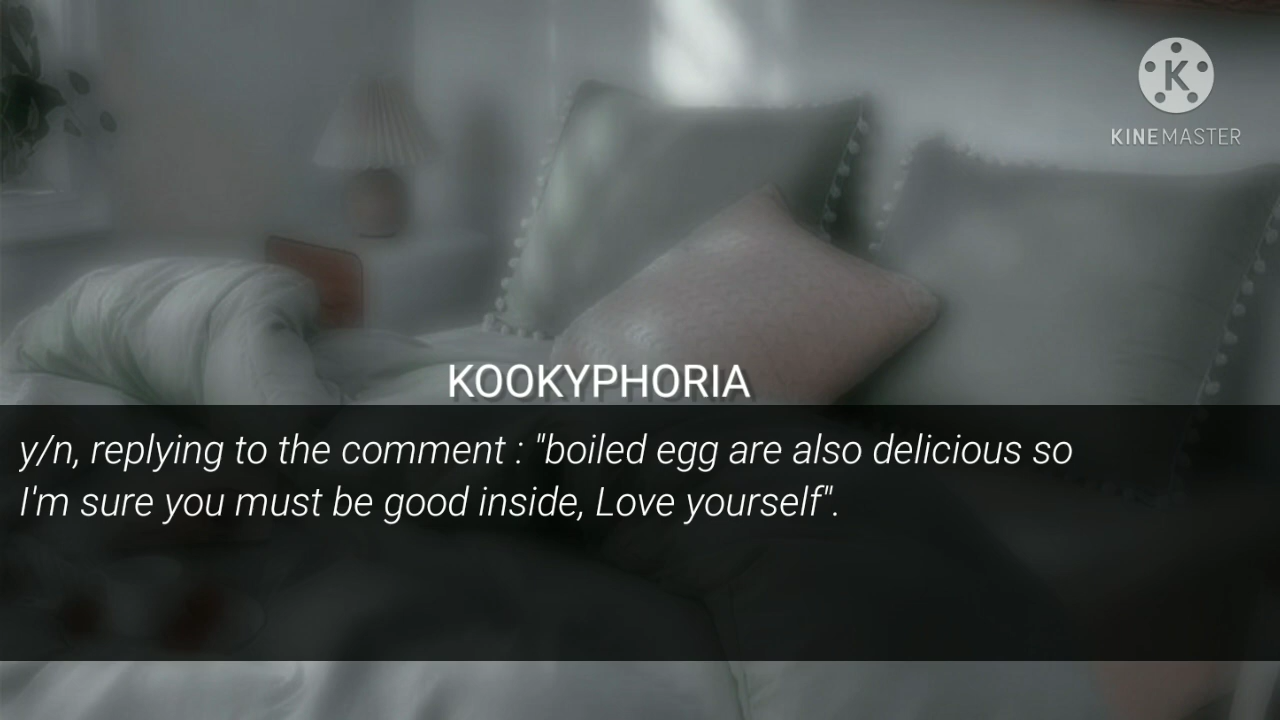 K
KINEMASTER
KOOKYPHORIA
y/n, replying to the comment : "boiled egg are also delicious so
I'm sure you must be good inside, Love yourself".